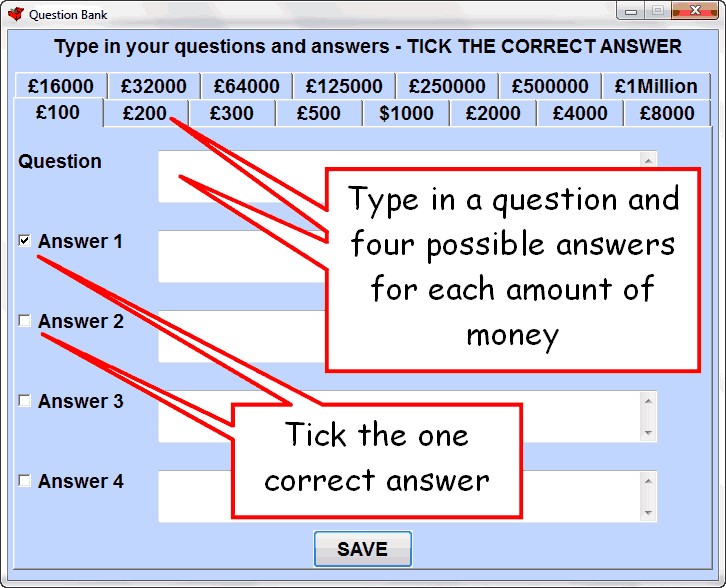 Question Bank
Type in your questions and answers - TICK THE CORRECT ANSWER
£16000 £32000 £64000 £125000 £250000 £500000 £1Million
£100 £200 £300 £500 $1000 £2000 £4000 £8000
Question
Type in a question and
four possible answers
for each amount of
money
Answer 1
Answer 2
Answer 3
Tick the one
correct answer
Answer 4
SAVE